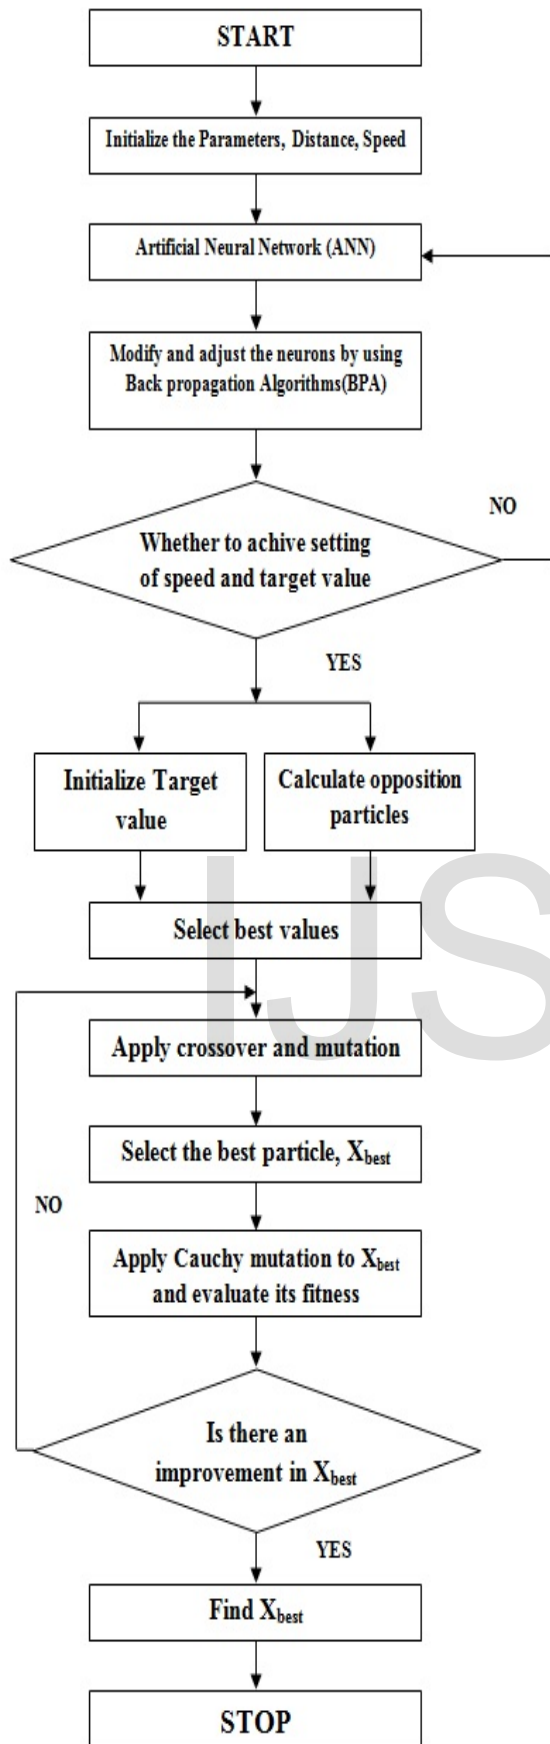 START
Initialize the Parameters, Distance, Speed
Artificial Neural Network (ANN)
Modify and adjust the neurons by using
Back propagation Algorithms(BPA)
NO
Whether to achive setting
of speed and target value
YES
Initialize Target
value
Calculate opposition
particles
Select best values
IJS
Apply crossover and mutation
Select the best particle, Xbest
NO
Apply Cauchy mutation to Xbest
and evaluate its fitness
Is there an
improvement in Xbest
YES
Find Xbest
STOP